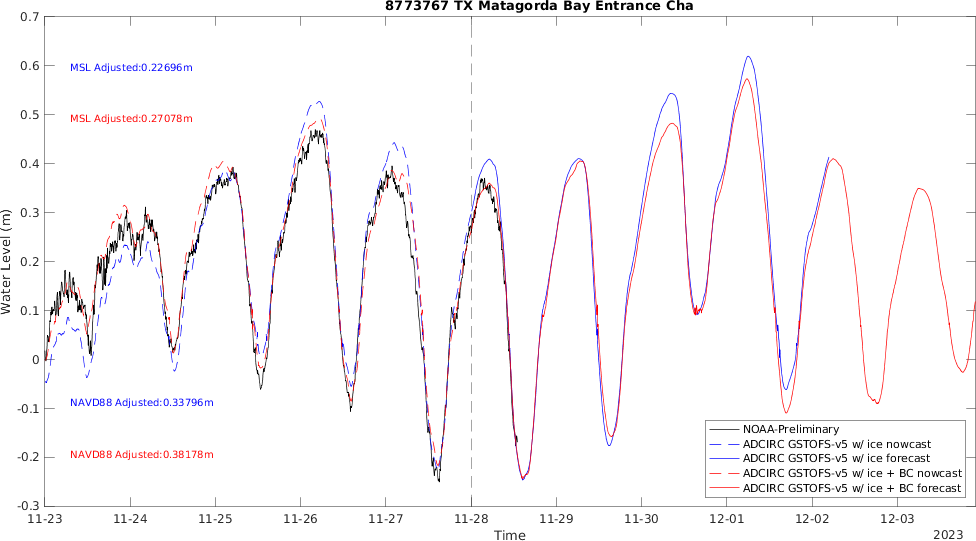 8773767 TX Matagorda Bay Entrance Cha
0.7
0.6
0.5
0.4
0.3
0.2
0.1
0
-0.1
-0.2
-0.3
Water Level (m)
MSL Adjusted:0.22696m
MSL Adjusted:0.27078m
NAVD88 Adjusted:0.33796m
NAVD88 Adjusted:0.38178m
NOAA-Preliminary
ADCIRC GSTOFS-v5 w/ ice nowcast
ADCIRC GSTOFS-v5 w/ ice forecast
ADCIRC GSTOFS-v5 w/ ice + BC nowcast
ADCIRC GSTOFS-v5 w/ ice + BC forecast
11-23 11-24 11-25 11-26 11-27 11-28 11-29 11-30 12-01 12-02 12-03
Time
2023